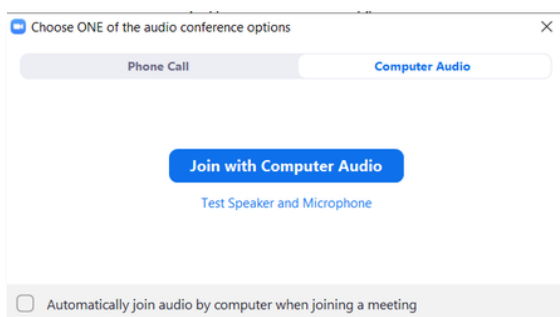 Choose ONE of the audio conference options
Phone Call
Computer Audio
Join with Computer Audio
Test Speaker and Microphone
Automatically join audio by computer when joining a meeting